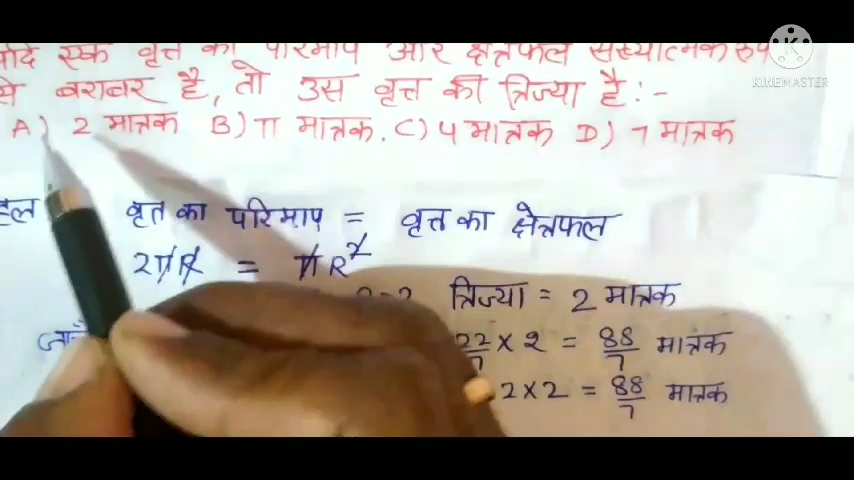 यदि एक वृत्त का परिमाप और क्षेत्रफल संख्यात्मक रूप
से बराबर है, तो उस वृत्त की त्रिज्या है:-
A) 2 मात्रक B) π मात्रक. C) 4 मात्रक D) 7 मात्रक
हल वृत का परिमाप = वृत्त का क्षेत्रफल
2πR = πR²
त्रिज्या = 2 मात्रक
22/7 × 2 = 88/7 मात्रक
2 × 2 = 88/7 मात्रक
KINEMASTER